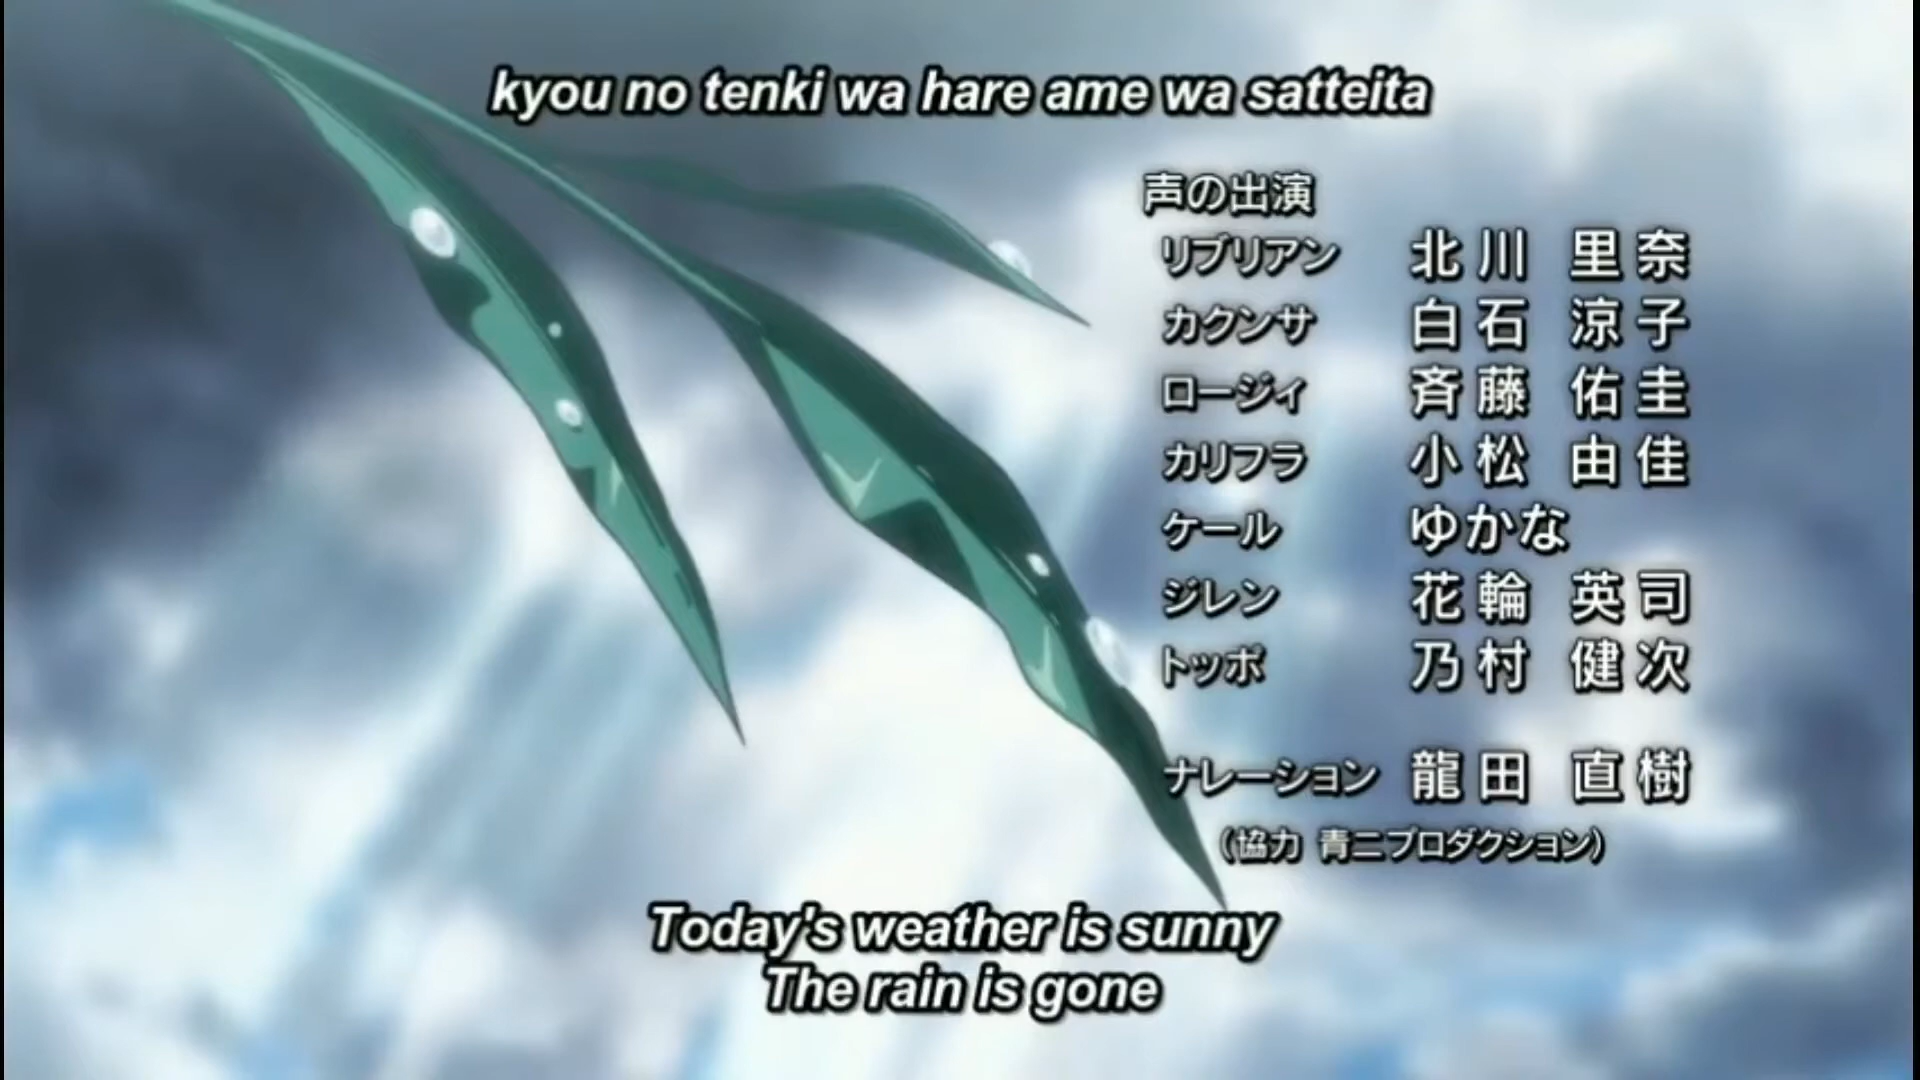 kyou no tenki wa hare ame wa satteita
声の出演
リブリアン 北川 里奈
カクンサ 白石 涼子
ロージィ 斉藤 佑圭
カリフラ 小松 由佳
ケール ゆかな
ジレン 花輪 英司
トッポ 乃村 健次
ナレーション 龍田 直樹
（協力 青二プロダクション）
Today's weather is sunny
The rain is gone